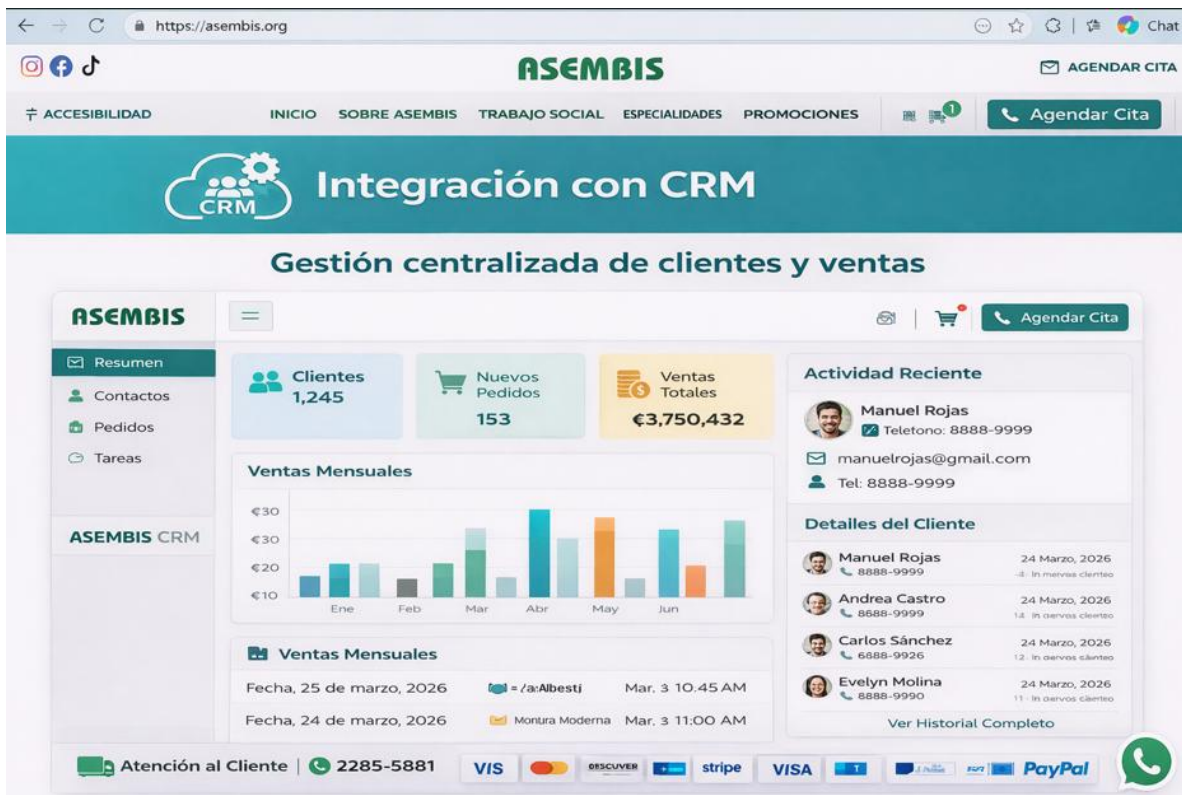 https://asembis.org
Chat
ASEMBIS
AGENDAR CITA
ACCESIBILIDAD
INICIO SOBRE ASEMBIS TRABAJO SOCIAL ESPECIALIDADES PROMOCIONES
1
Agendar Cita
CRM
Integración con CRM
Gestión centralizada de clientes y ventas
ASEMBIS
Agendar Cita
Resumen
Contactos
Pedidos
Tareas
ASEMBIS CRM
Clientes
1,245
Nuevos
Pedidos
153
Ventas
Totales
€3,750,432
Ventas Mensuales
€30
€30
€20
€10
Ene Feb Mar Abr May Jun
Ventas Mensuales
Fecha, 25 de marzo, 2026 Mar. 3 10.45 AM
Fecha, 24 de marzo, 2026 Montura Moderna Mar. 3 11:00 AM
Actividad Reciente
Manuel Rojas
Teletono: 8888-9999
manuelrojas@gmail.com
Tel: 8888-9999
Detalles del Cliente
Manuel Rojas 24 Marzo, 2026
8888-9999
Andrea Castro 24 Marzo, 2026
8688-9999
Carlos Sánchez 24 Marzo, 2026
6688-9926
Evelyn Molina 24 Marzo, 2026
8888-9990
Ver Historial Completo
Atención al Cliente | 2285-5881
VIS
stripe
VISA
PayPal